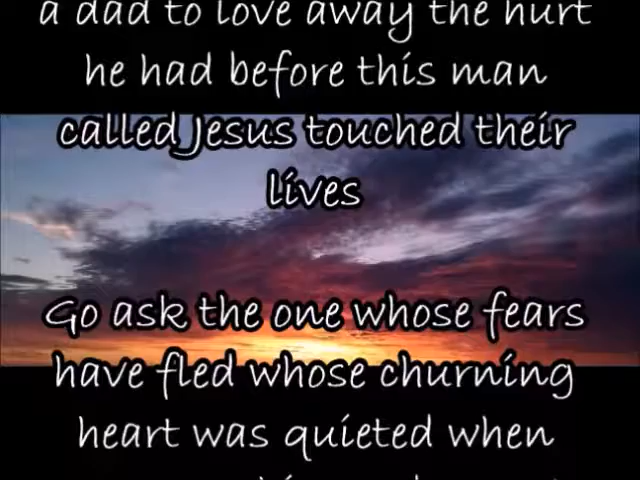 a dad to love away the hurt
he had before this man
called Jesus touched their
lives
Go ask the one whose fears
have fled whose churning
heart was quieted when